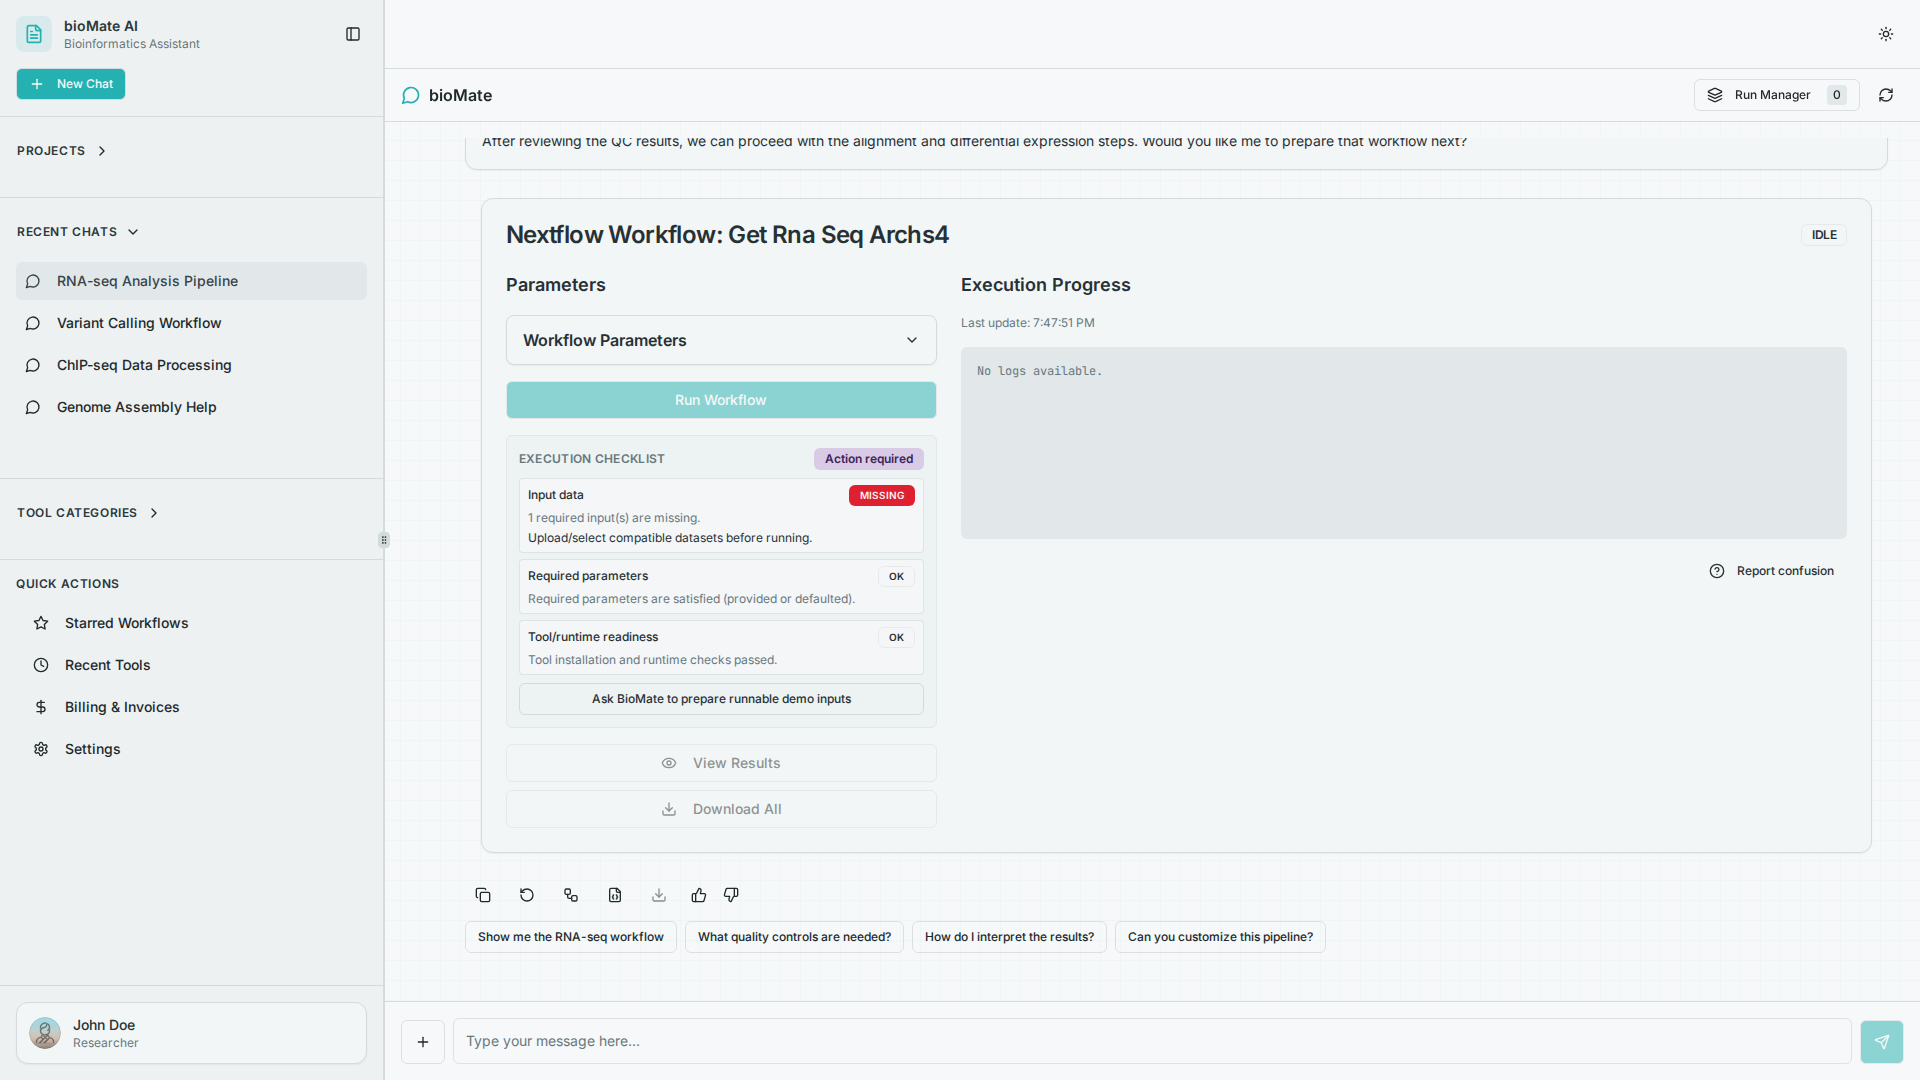 bioMate AI
Bioinformatics Assistant
New Chat
PROJECTS
RECENT CHATS
RNA-seq Analysis Pipeline
Variant Calling Workflow
ChIP-seq Data Processing
Genome Assembly Help
TOOL CATEGORIES
QUICK ACTIONS
Starred Workflows
Recent Tools
Billing & Invoices
Settings
John Doe
Researcher
bioMate
Run Manager 0
After reviewing the QC results, we can proceed with the alignment and differential expression steps. Would you like me to prepare that workflow next?
Nextflow Workflow: Get Rna Seq Archs4
IDLE
Parameters
Workflow Parameters
Run Workflow
EXECUTION CHECKLIST
Action required
Input data
MISSING
1 required input(s) are missing.
Upload/select compatible datasets before running.
Required parameters
OK
Required parameters are satisfied (provided or defaulted).
Tool/runtime readiness
OK
Tool installation and runtime checks passed.
Ask BioMate to prepare runnable demo inputs
View Results
Download All
Execution Progress
Last update: 7:47:51 PM
No logs available.
Report confusion
Show me the RNA-seq workflow
What quality controls are needed?
How do I interpret the results?
Can you customize this pipeline?
Type your message here...